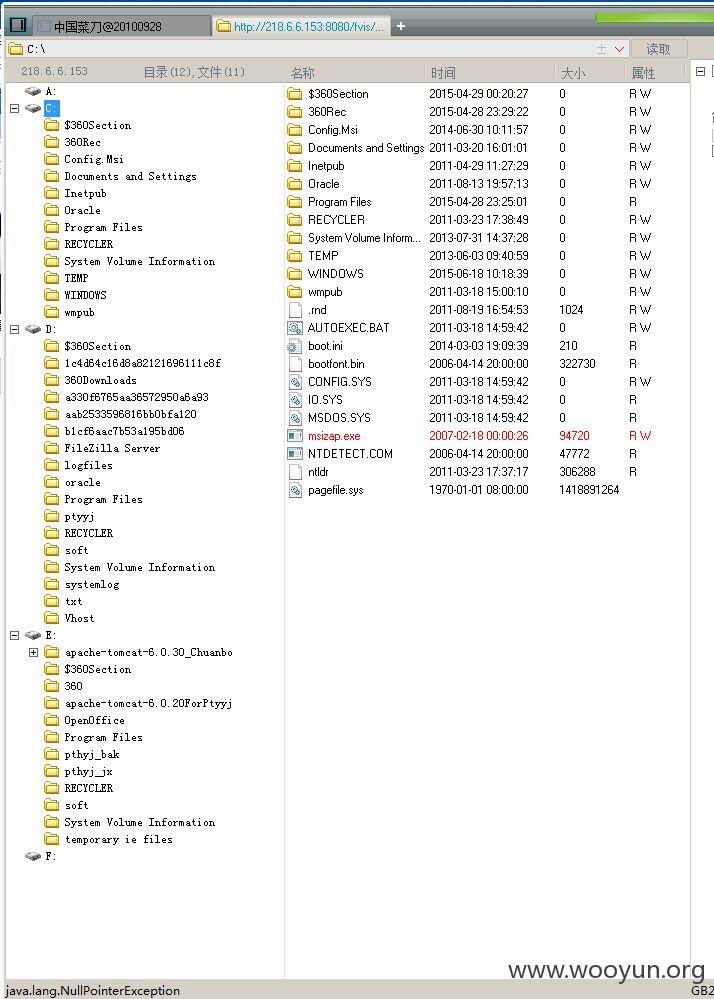 中国菜刀@20100928
http://218.6.6.153:8080/fvis/...
+
C:\
读取
218.6.6.153 目录(12),文件(11)
名称 时间 大小 属性
A:
C:
$360Section
360Rec
Config.Msi
Documents and Settings
Inetpub
Oracle
Program Files
RECYCLER
System Volume Information
TEMP
WINDOWS
wmpub
D:
$360Section
1c4d64c16d8a82121696111c8f
360Downloads
a330f6765aa36572950a6a93
aab2533596816bb0bfa120
b1cf6aac7b53a195bd06
FileZilla Server
logfiles
oracle
Program Files
ptyyj
RECYCLER
soft
System Volume Information
systemlog
txt
Vhost
E:
apache-tomcat-6.0.30_Chuanbo
$360Section
360
apache-tomcat-6.0.20ForPtyyj
OpenOffice
Program Files
pthyj_bak
pthyj_jx
RECYCLER
soft
System Volume Information
temporary ie files
F:
$360Section 2015-04-29 00:20:27 0 R W
360Rec 2015-04-28 23:29:22 0 R W
Config.Msi 2014-06-30 10:11:57 0 R W
Documents and Settings 2011-03-20 16:01:01 0 R W
Inetpub 2011-04-29 11:27:29 0 R W
Oracle 2011-08-13 19:57:13 0 R W
Program Files 2015-04-28 23:25:01 0 R
RECYCLER 2011-03-23 17:38:49 0 R W
System Volume Inform... 2013-07-31 14:37:28 0 R W
TEMP 2013-06-03 09:40:59 0 R W
WINDOWS 2015-06-18 10:18:39 0 R W
wmpub 2011-03-18 15:00:10 0 R W
.rnd 2011-08-19 16:54:53 1024 R W
AUTOEXEC.BAT 2011-03-18 14:59:42 0 R W
boot.ini 2014-03-03 19:09:39 210 R
bootfont.bin 2006-04-14 20:00:00 322730 R
CONFIG.SYS 2011-03-18 14:59:42 0 R W
IO.SYS 2011-03-18 14:59:42 0 R
MSDOS.SYS 2011-03-18 14:59:42 0 R
msizap.exe 2007-02-18 00:00:26 94720 R W
NTDETECT.COM 2006-04-14 20:00:00 47772 R
ntldr 2011-03-23 17:37:17 306288 R
pagefile.sys 1970-01-01 08:00:00 1418891264
www.wooyun.org
java.lang.NullPointerException
GB2